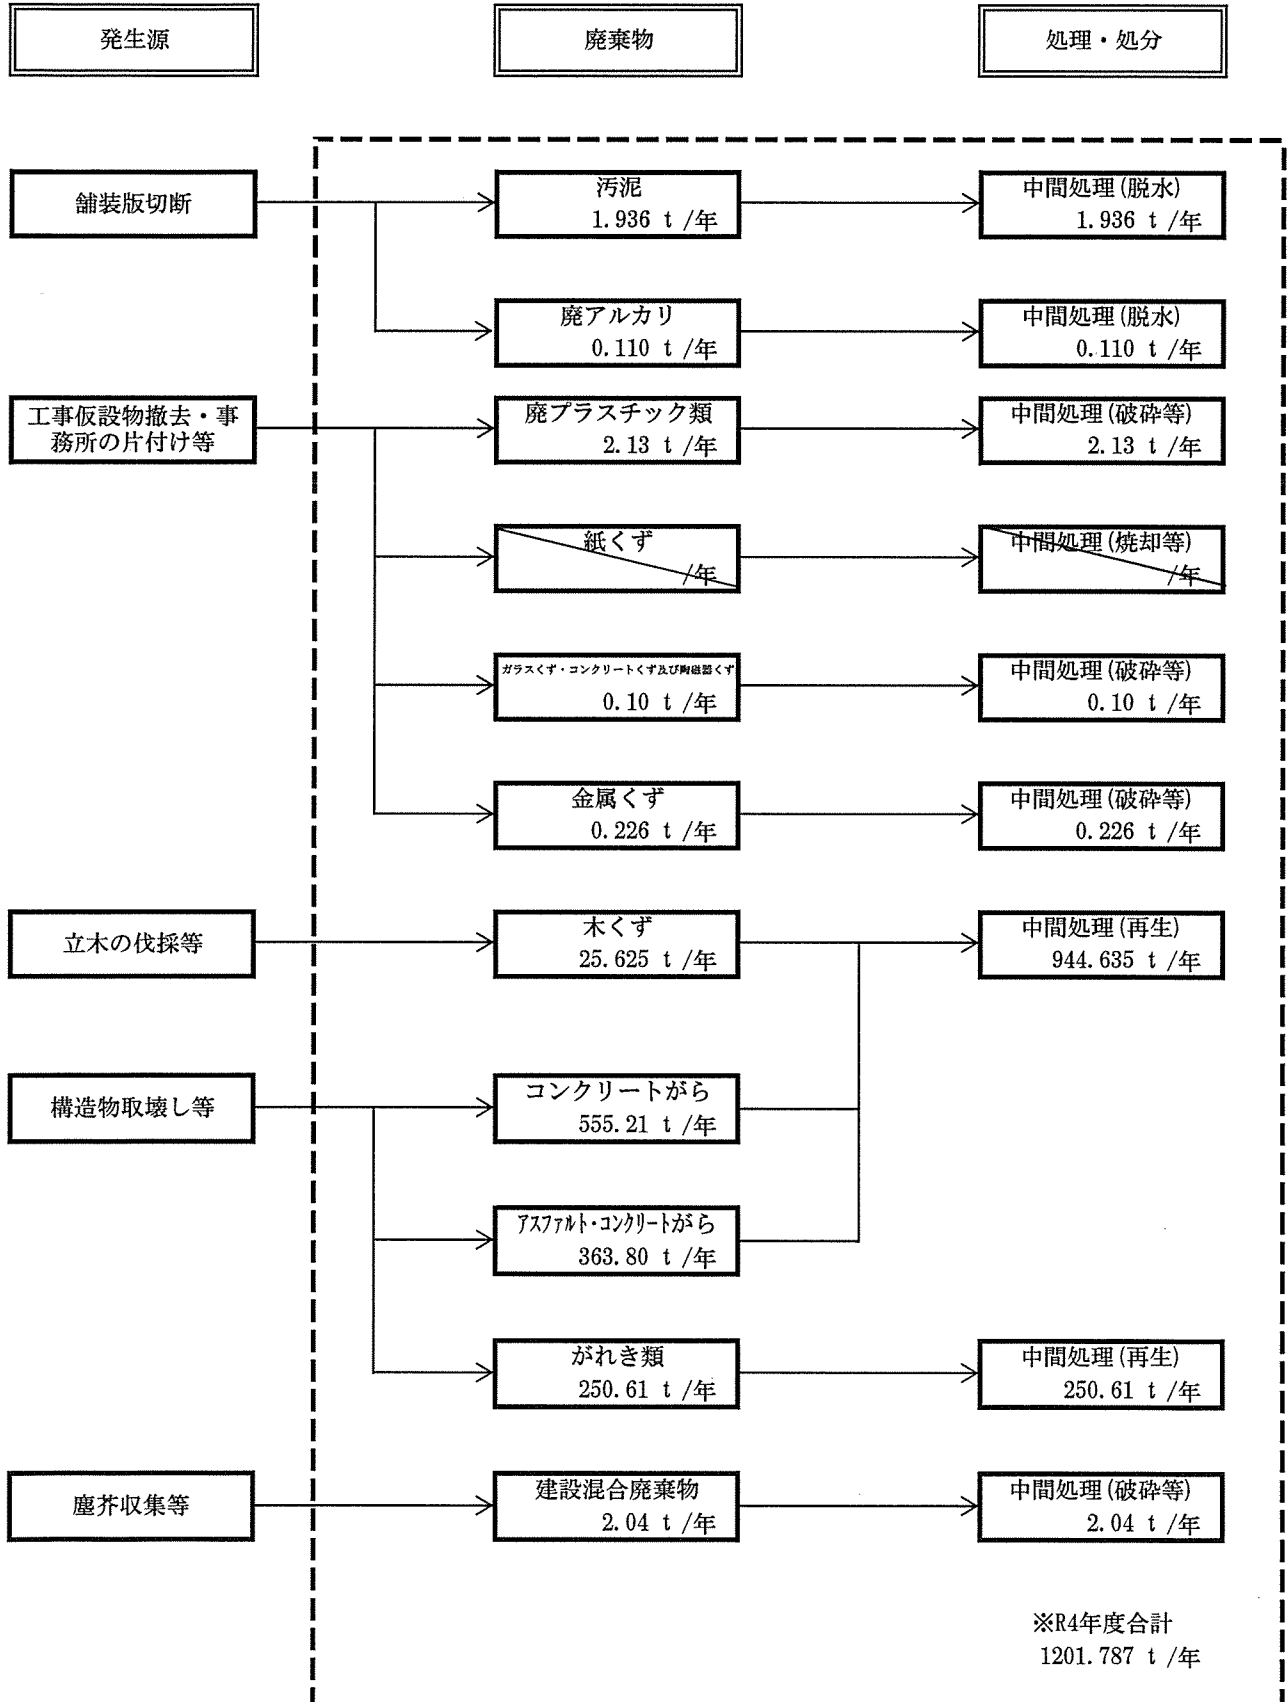 発生源
廃棄物
処理・処分
舗装版切断
汚泥
1.936 t /年
中間処理(脱水)
1.936 t /年
廃アルカリ
0.110 t /年
中間処理(脱水)
0.110 t /年
工事仮設物撤去・事
務所の片付け等
廃プラスチック類
2.13 t /年
中間処理(破砕等)
2.13 t /年
紙くず
/年
中間処理(焼却等)
/年
ガラスくず・コンクリートくず及び陶磁器くず
0.10 t /年
中間処理(破砕等)
0.10 t /年
金属くず
0.226 t /年
中間処理(破砕等)
0.226 t /年
立木の伐採等
木くず
25.625 t /年
中間処理(再生)
944.635 t /年
構造物取壊し等
コンクリートがら
555.21 t /年
アスファルト・コンクリートがら
363.80 t /年
がれき類
250.61 t /年
中間処理(再生)
250.61 t /年
塵芥収集等
建設混合廃棄物
2.04 t /年
中間処理(破砕等)
2.04 t /年
※R4年度合計
1201.787 t /年